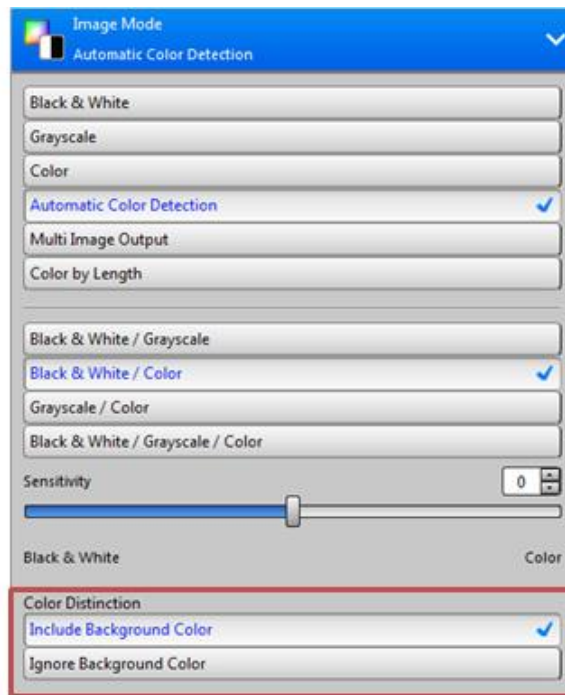 Image Mode
Automatic Color Detection
Black & White
Grayscale
Color
Automatic Color Detection
Multi Image Output
Color by Length
Black & White / Grayscale
Black & White / Color
Grayscale / Color
Black & White / Grayscale / Color
Sensitivity 0
Black & White Color
Color Distinction
Include Background Color
Ignore Background Color